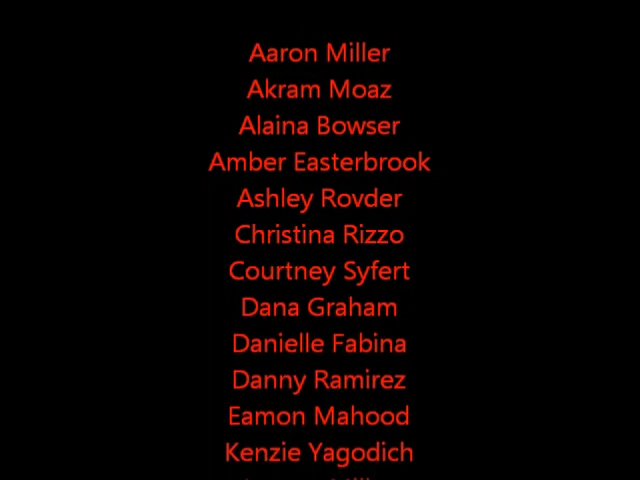 Aaron Miller
Akram Moaz
Alaina Bowser
Amber Easterbrook
Ashley Rovder
Christina Rizzo
Courtney Syfert
Dana Graham
Danielle Fabina
Danny Ramirez
Eamon Mahood
Kenzie Yagodich